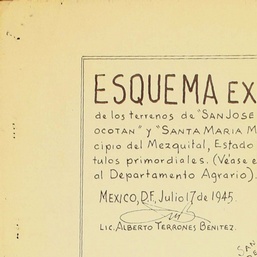 ESQUEMA EX
de los terrenos de "SAN JOSE
OCOTAN" y "SANTA MARIA M
cipio del Mezquital, Estado
tulos primordiales. (Véase e
al Departamento Agrario).
MEXICO, D.F. Julio 17 de 1945.
LIC. ALBERTO TERRONES BENITEZ.
SAN